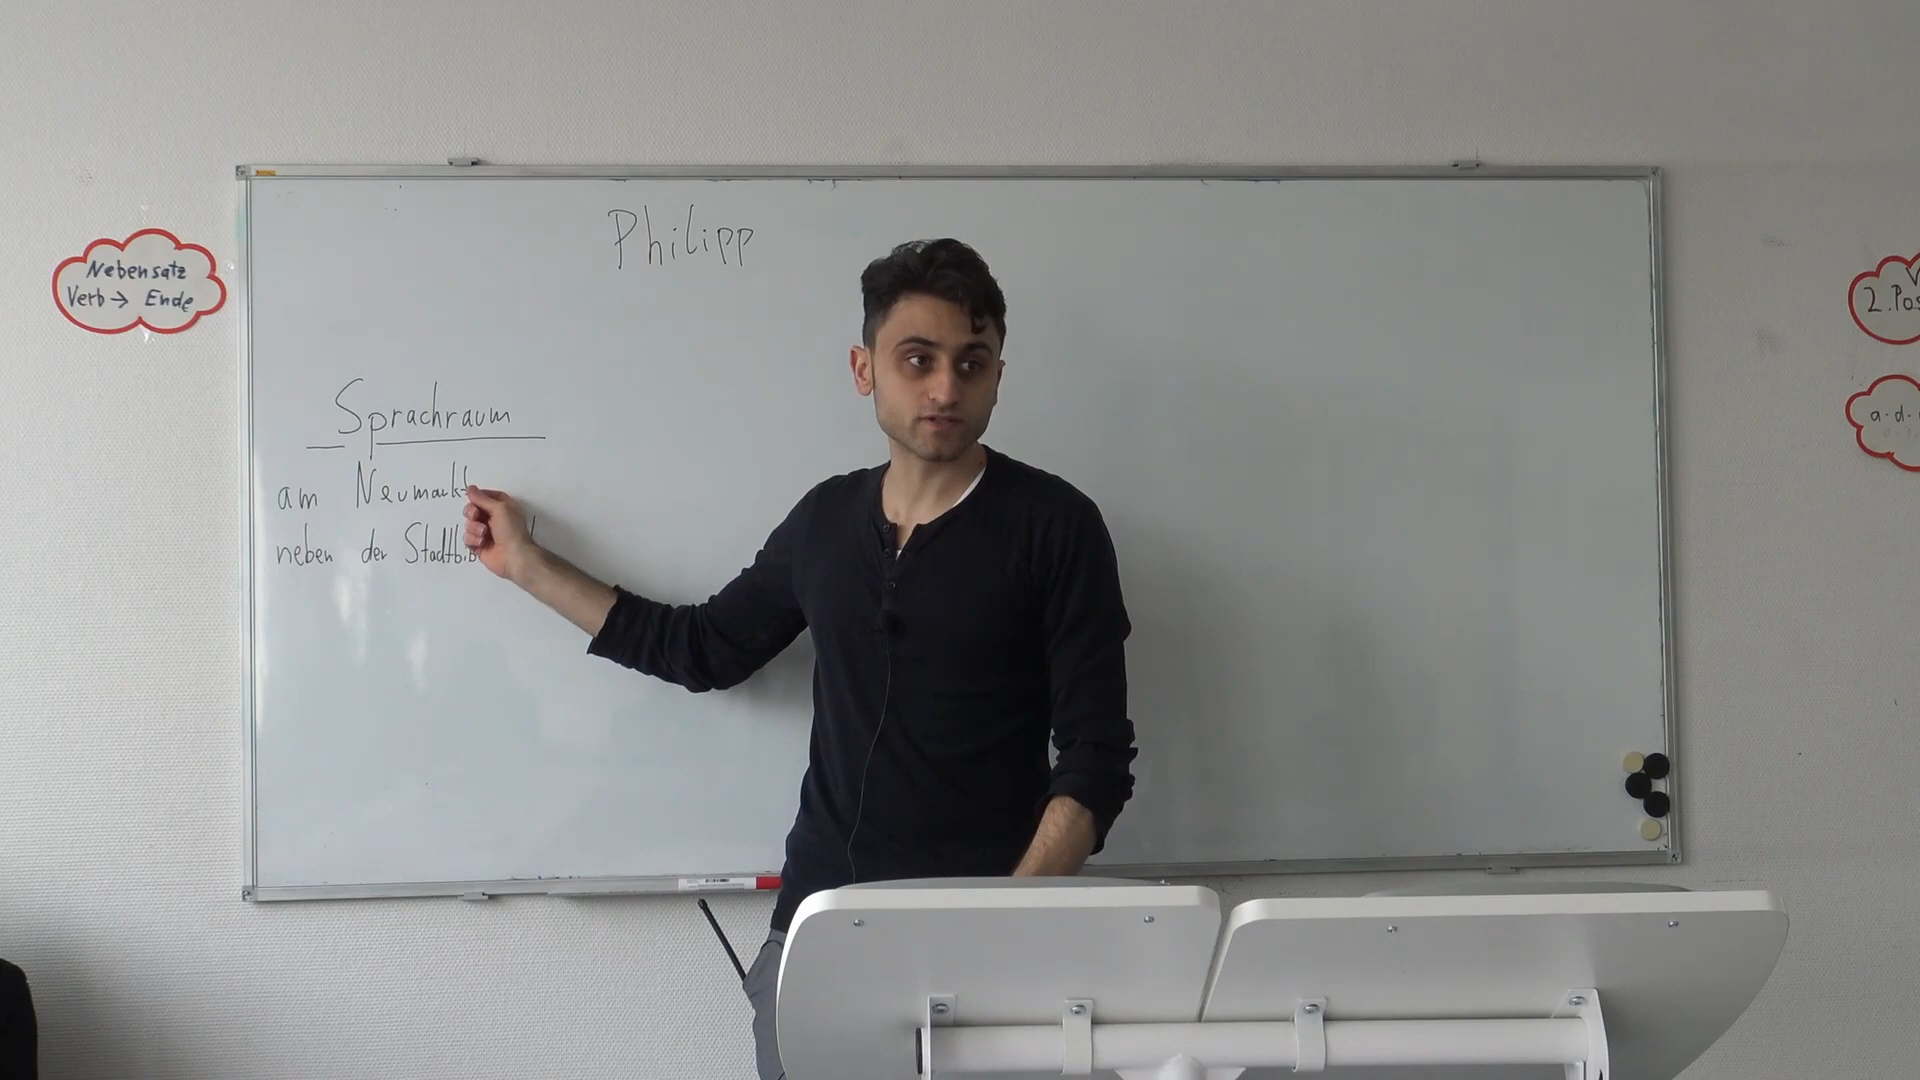 Philipp
Nebensatz
Verb → Ende
Sprachraum
am Neumarkt
neben der
2. Pos
a-d-